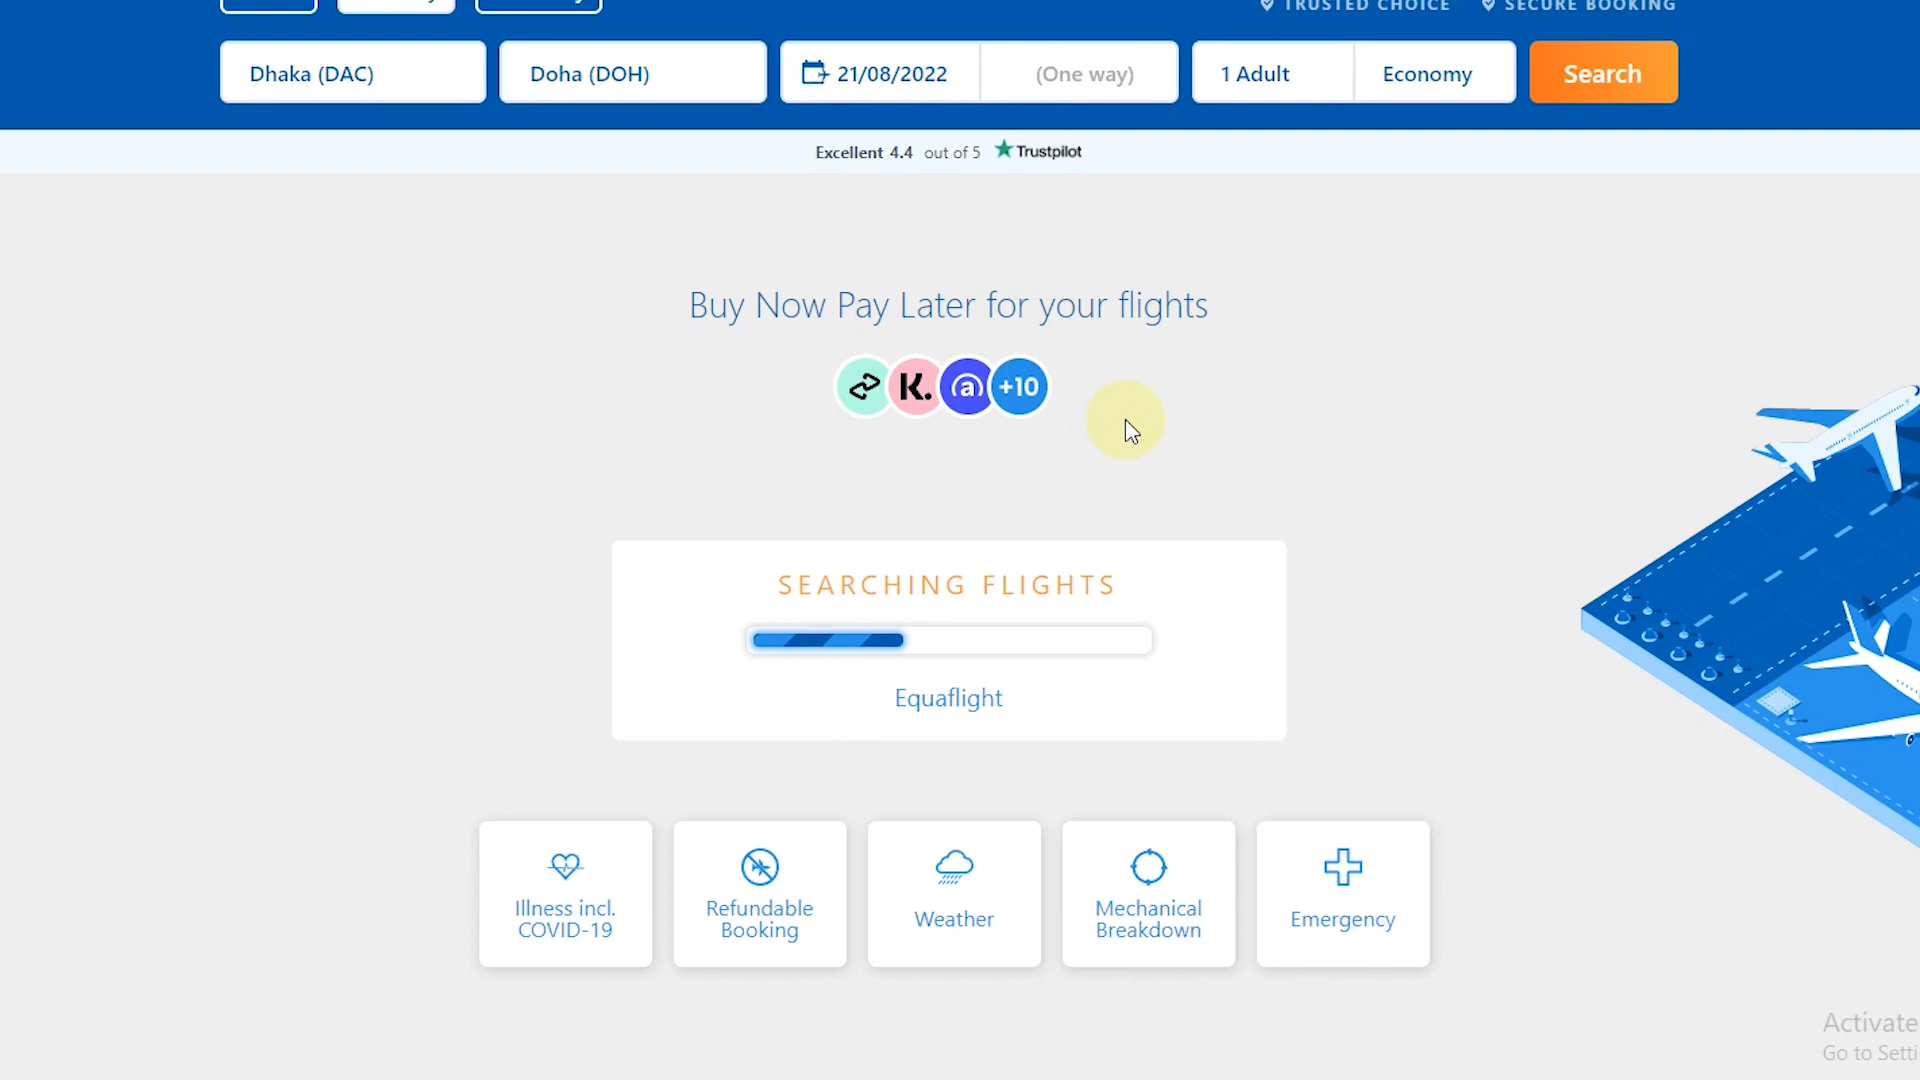 TRUSTED CHOICE SECURE BOOKING
Dhaka (DAC) Doha (DOH) 21/08/2022 (One way) 1 Adult Economy Search
Excellent 4.4 out of 5 Trustpilot
Buy Now Pay Later for your flights
K. a +10
SEARCHING FLIGHTS
Equaflight
Illness incl.
COVID-19
Refundable
Booking
Weather
Mechanical
Breakdown
Emergency
Activate
Go to Setti